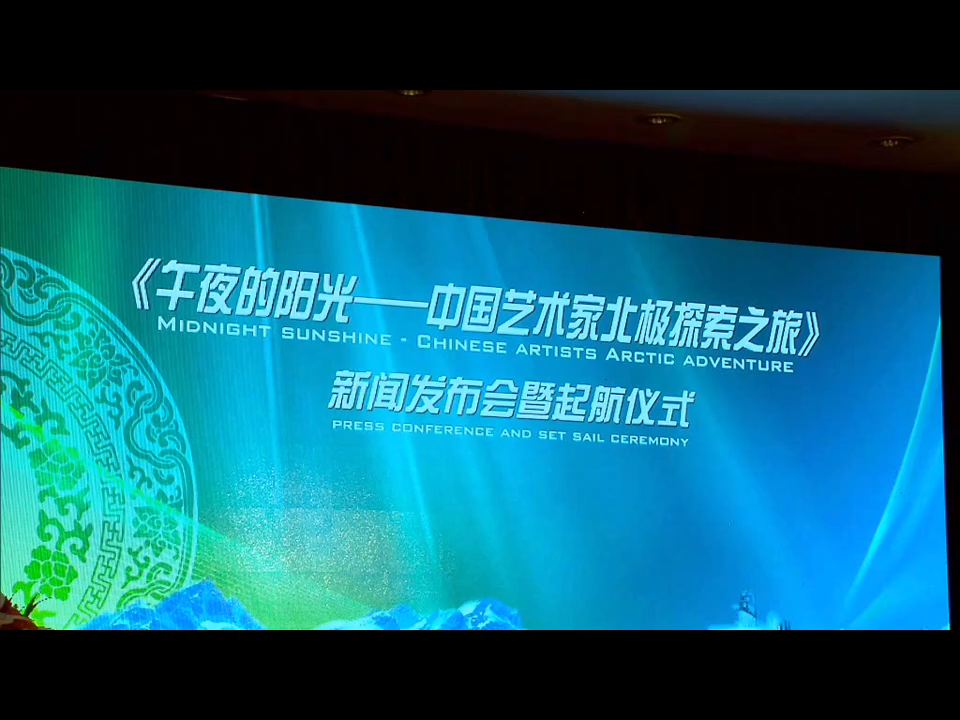 《午夜的阳光——中国艺术家北极探索之旅》
MIDNIGHT SUNSHINE - CHINESE ARTISTS ARCTIC ADVENTURE
新闻发布会暨起航仪式
PRESS CONFERENCE AND SET SAIL CEREMONY